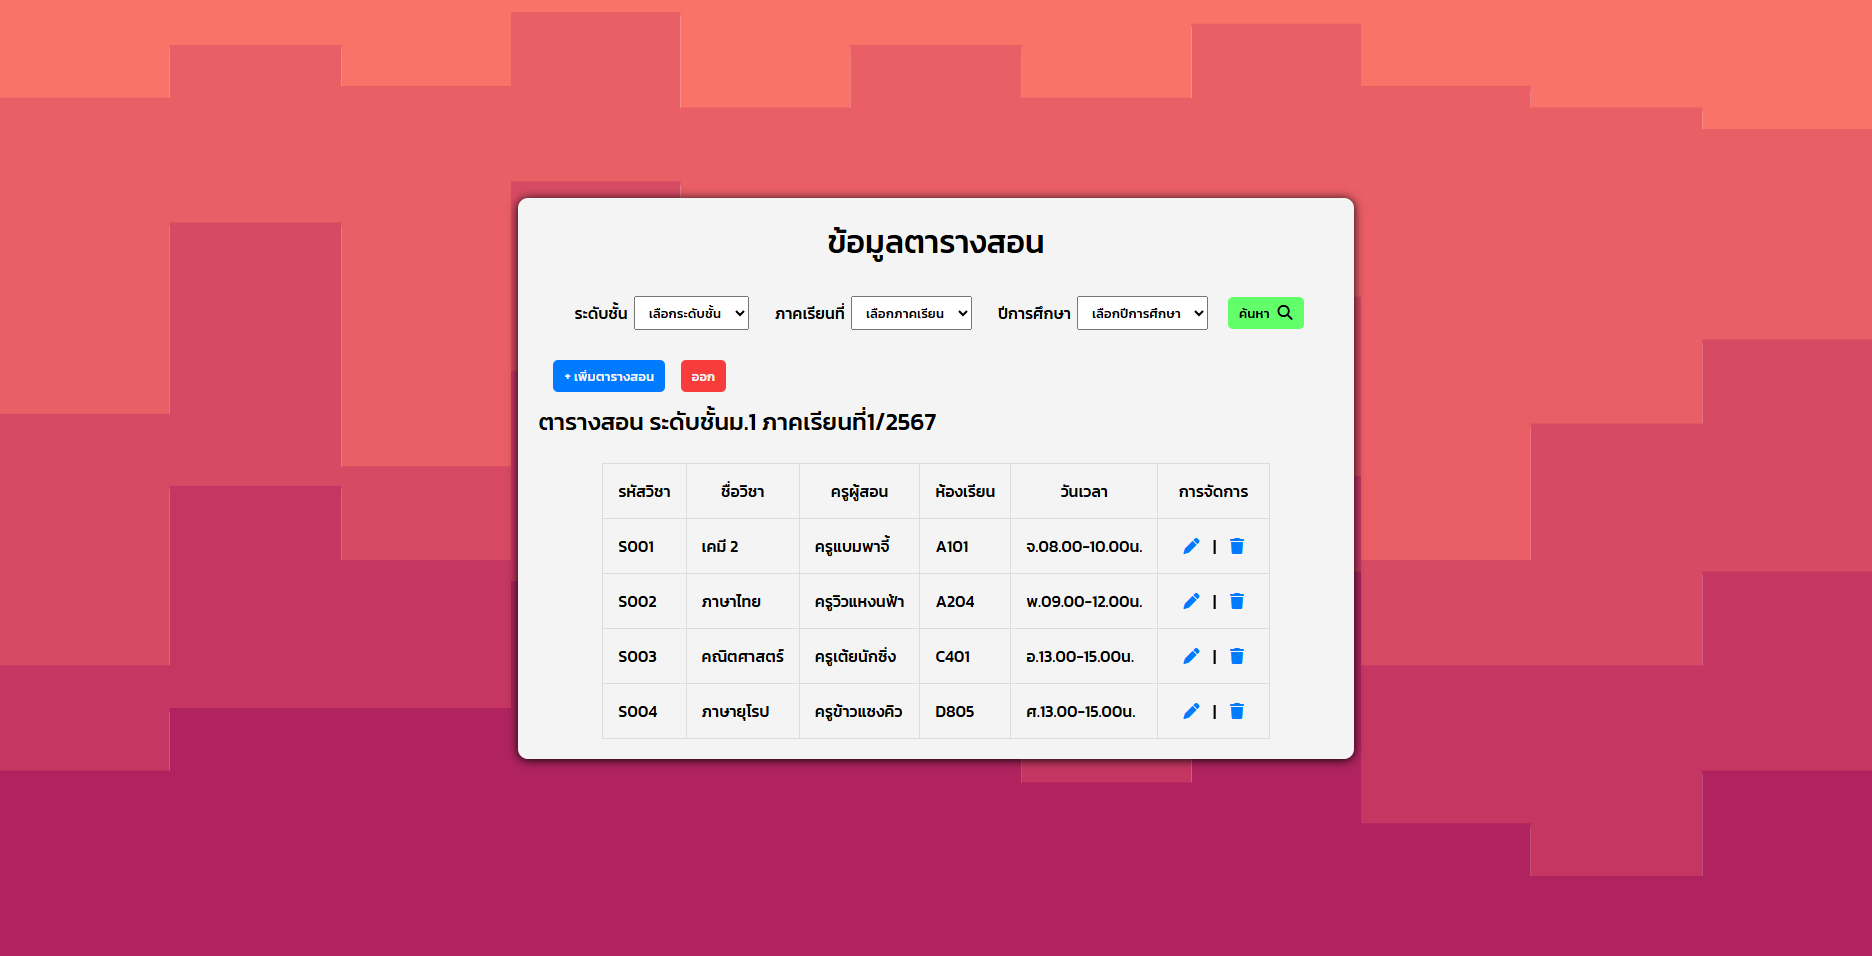 ข้อมูลตารางสอน
ระดับชั้น เลือกระดับชั้น ภาคเรียนที่ เลือกภาคเรียน ปีการศึกษา เลือกปีการศึกษา ค้นหา
+ เพิ่มตารางสอน ออก
ตารางสอน ระดับชั้นม.1 ภาคเรียนที่1/2567
รหัสวิชา ชื่อวิชา ครูผู้สอน ห้องเรียน วันเวลา การจัดการ
S001 เคมี 2 ครูแบมพาจี้ A101 จ.08.00-10.00น. |
S002 ภาษาไทย ครูวิวแหงนฟ้า A204 พ.09.00-12.00น. |
S003 คณิตศาสตร์ ครูเต้ยนักซิ่ง C401 อ.13.00-15.00น. |
S004 ภาษายุโรป ครูข้าวแซงคิว D805 ศ.13.00-15.00น. |